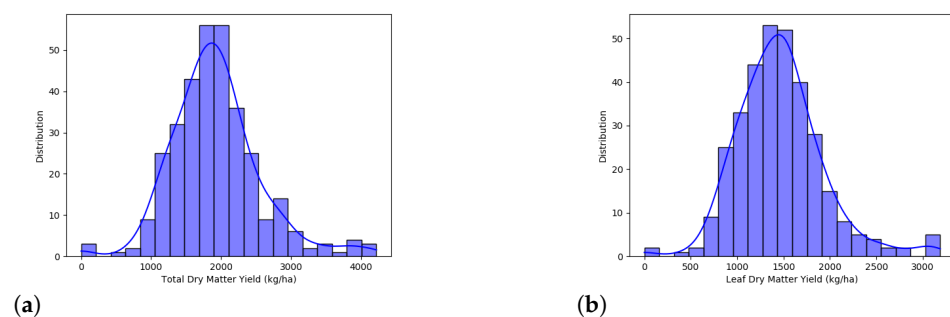 50
40
30
20
10
0
Distribution
0 1000 2000 3000 4000
Total Dry Matter Yield (kg/ha)
(a)
50
40
30
20
10
0
Distribution
0 500 1000 1500 2000 2500 3000
Leaf Dry Matter Yield (kg/ha)
(b)